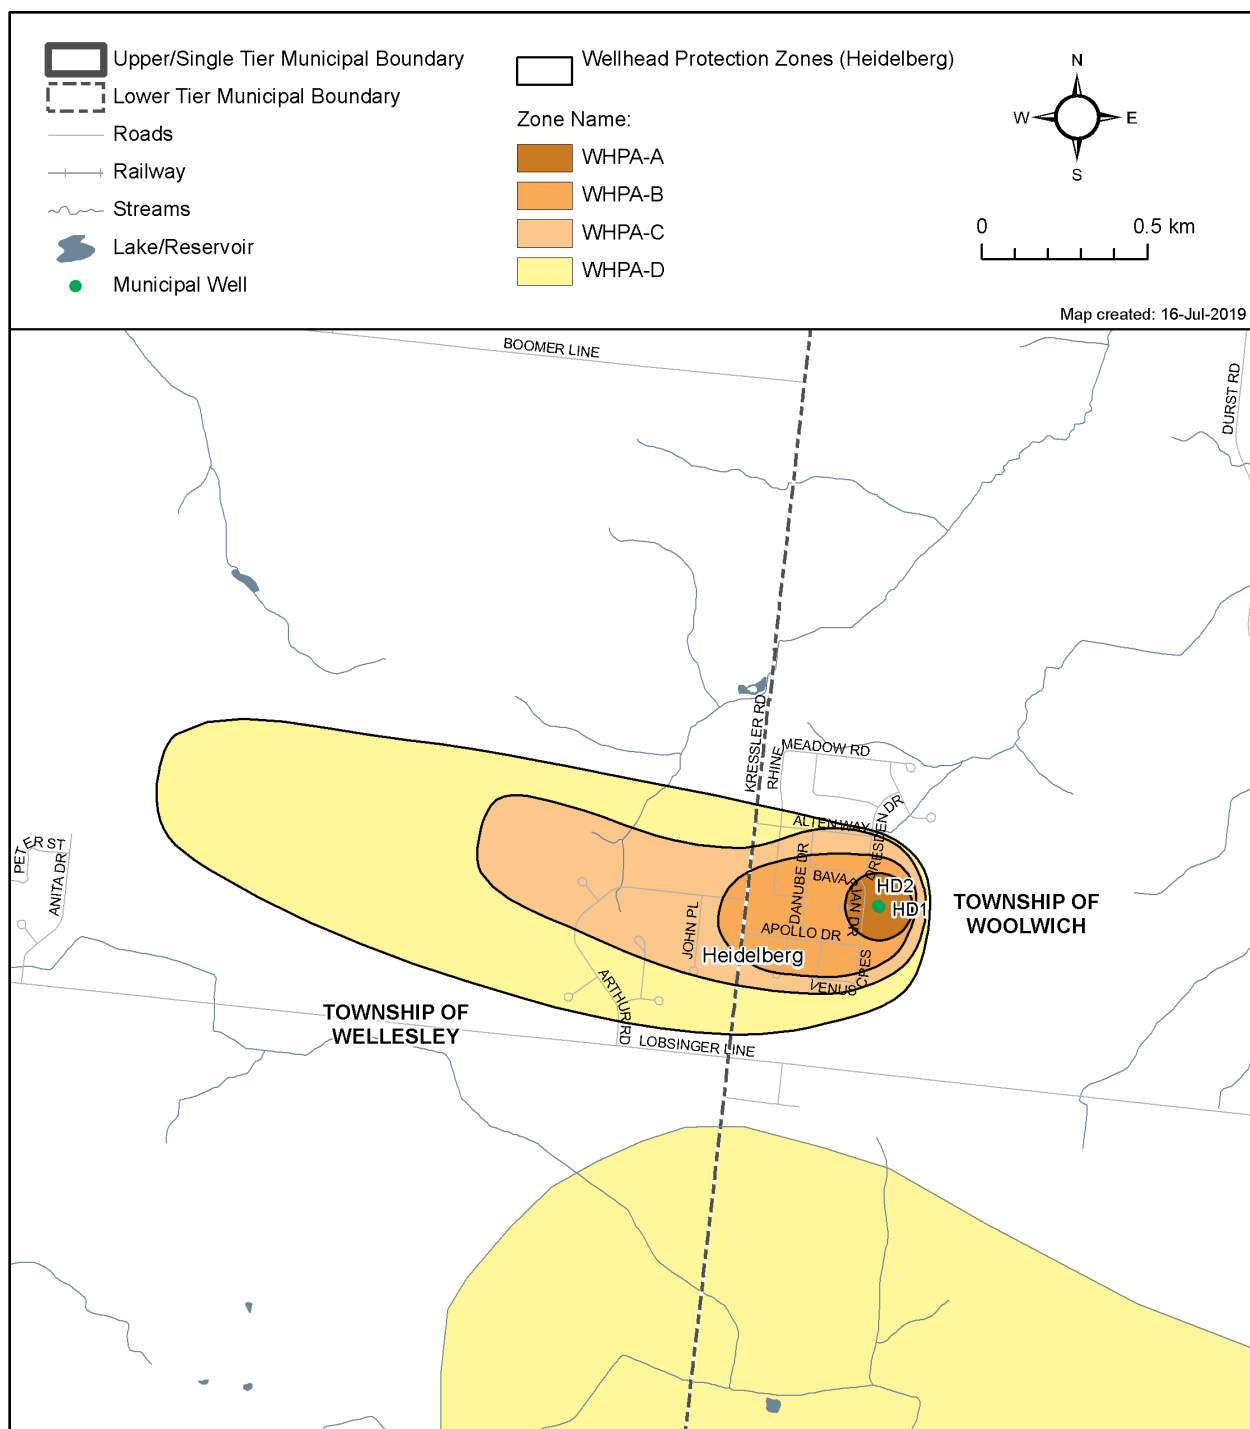 Upper/Single Tier Municipal Boundary
Lower Tier Municipal Boundary
Roads
Railway
Streams
Lake/Reservoir
Municipal Well
Wellhead Protection Zones (Heidelberg)
Zone Name:
WHPA-A
WHPA-B
WHPA-C
WHPA-D
N
W E
S
0 0.5 km
Map created: 16-Jul-2019
BOOMER LINE
DURST RD
KRESSLER RD
RHINE
MEADOW RD
ALTEN WAY
DRESDEN DR
DANUBE DR
BAVARIAN DR
HD2
HD1
APOLLO DR
VENUS CRES
JOHN PL
Heidelberg
ARTHUR RD
PETER ST
ANITA DR
TOWNSHIP OF
WOOLWICH
TOWNSHIP OF
WELLESLEY
LOBSINGER LINE